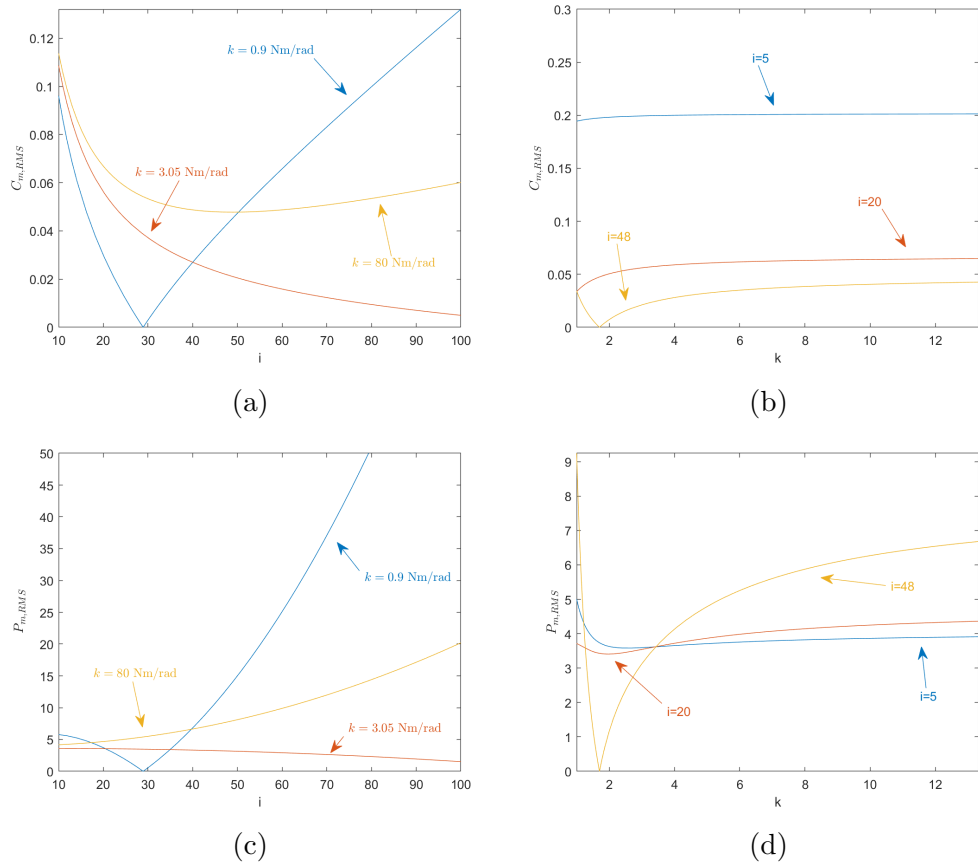 0.12
0.1
0.08
0.06
0.04
0.02
0
C_{m,RMS}
k = 0.9 Nm/rad
k = 3.05 Nm/rad
k = 80 Nm/rad
10 20 30 40 50 60 70 80 90 100
i
(a)
0.3
0.25
0.2
0.15
0.1
0.05
0
C_{m,RMS}
i=5
i=20
i=48
2 4 6 8 10 12
k
(b)
50
45
40
35
30
25
20
15
10
5
0
P_{m,RMS}
k = 0.9 Nm/rad
k = 80 Nm/rad
k = 3.05 Nm/rad
10 20 30 40 50 60 70 80 90 100
i
(c)
9
8
7
6
5
4
3
2
1
0
P_{m,RMS}
i=48
i=20
i=5
2 4 6 8 10 12
k
(d)